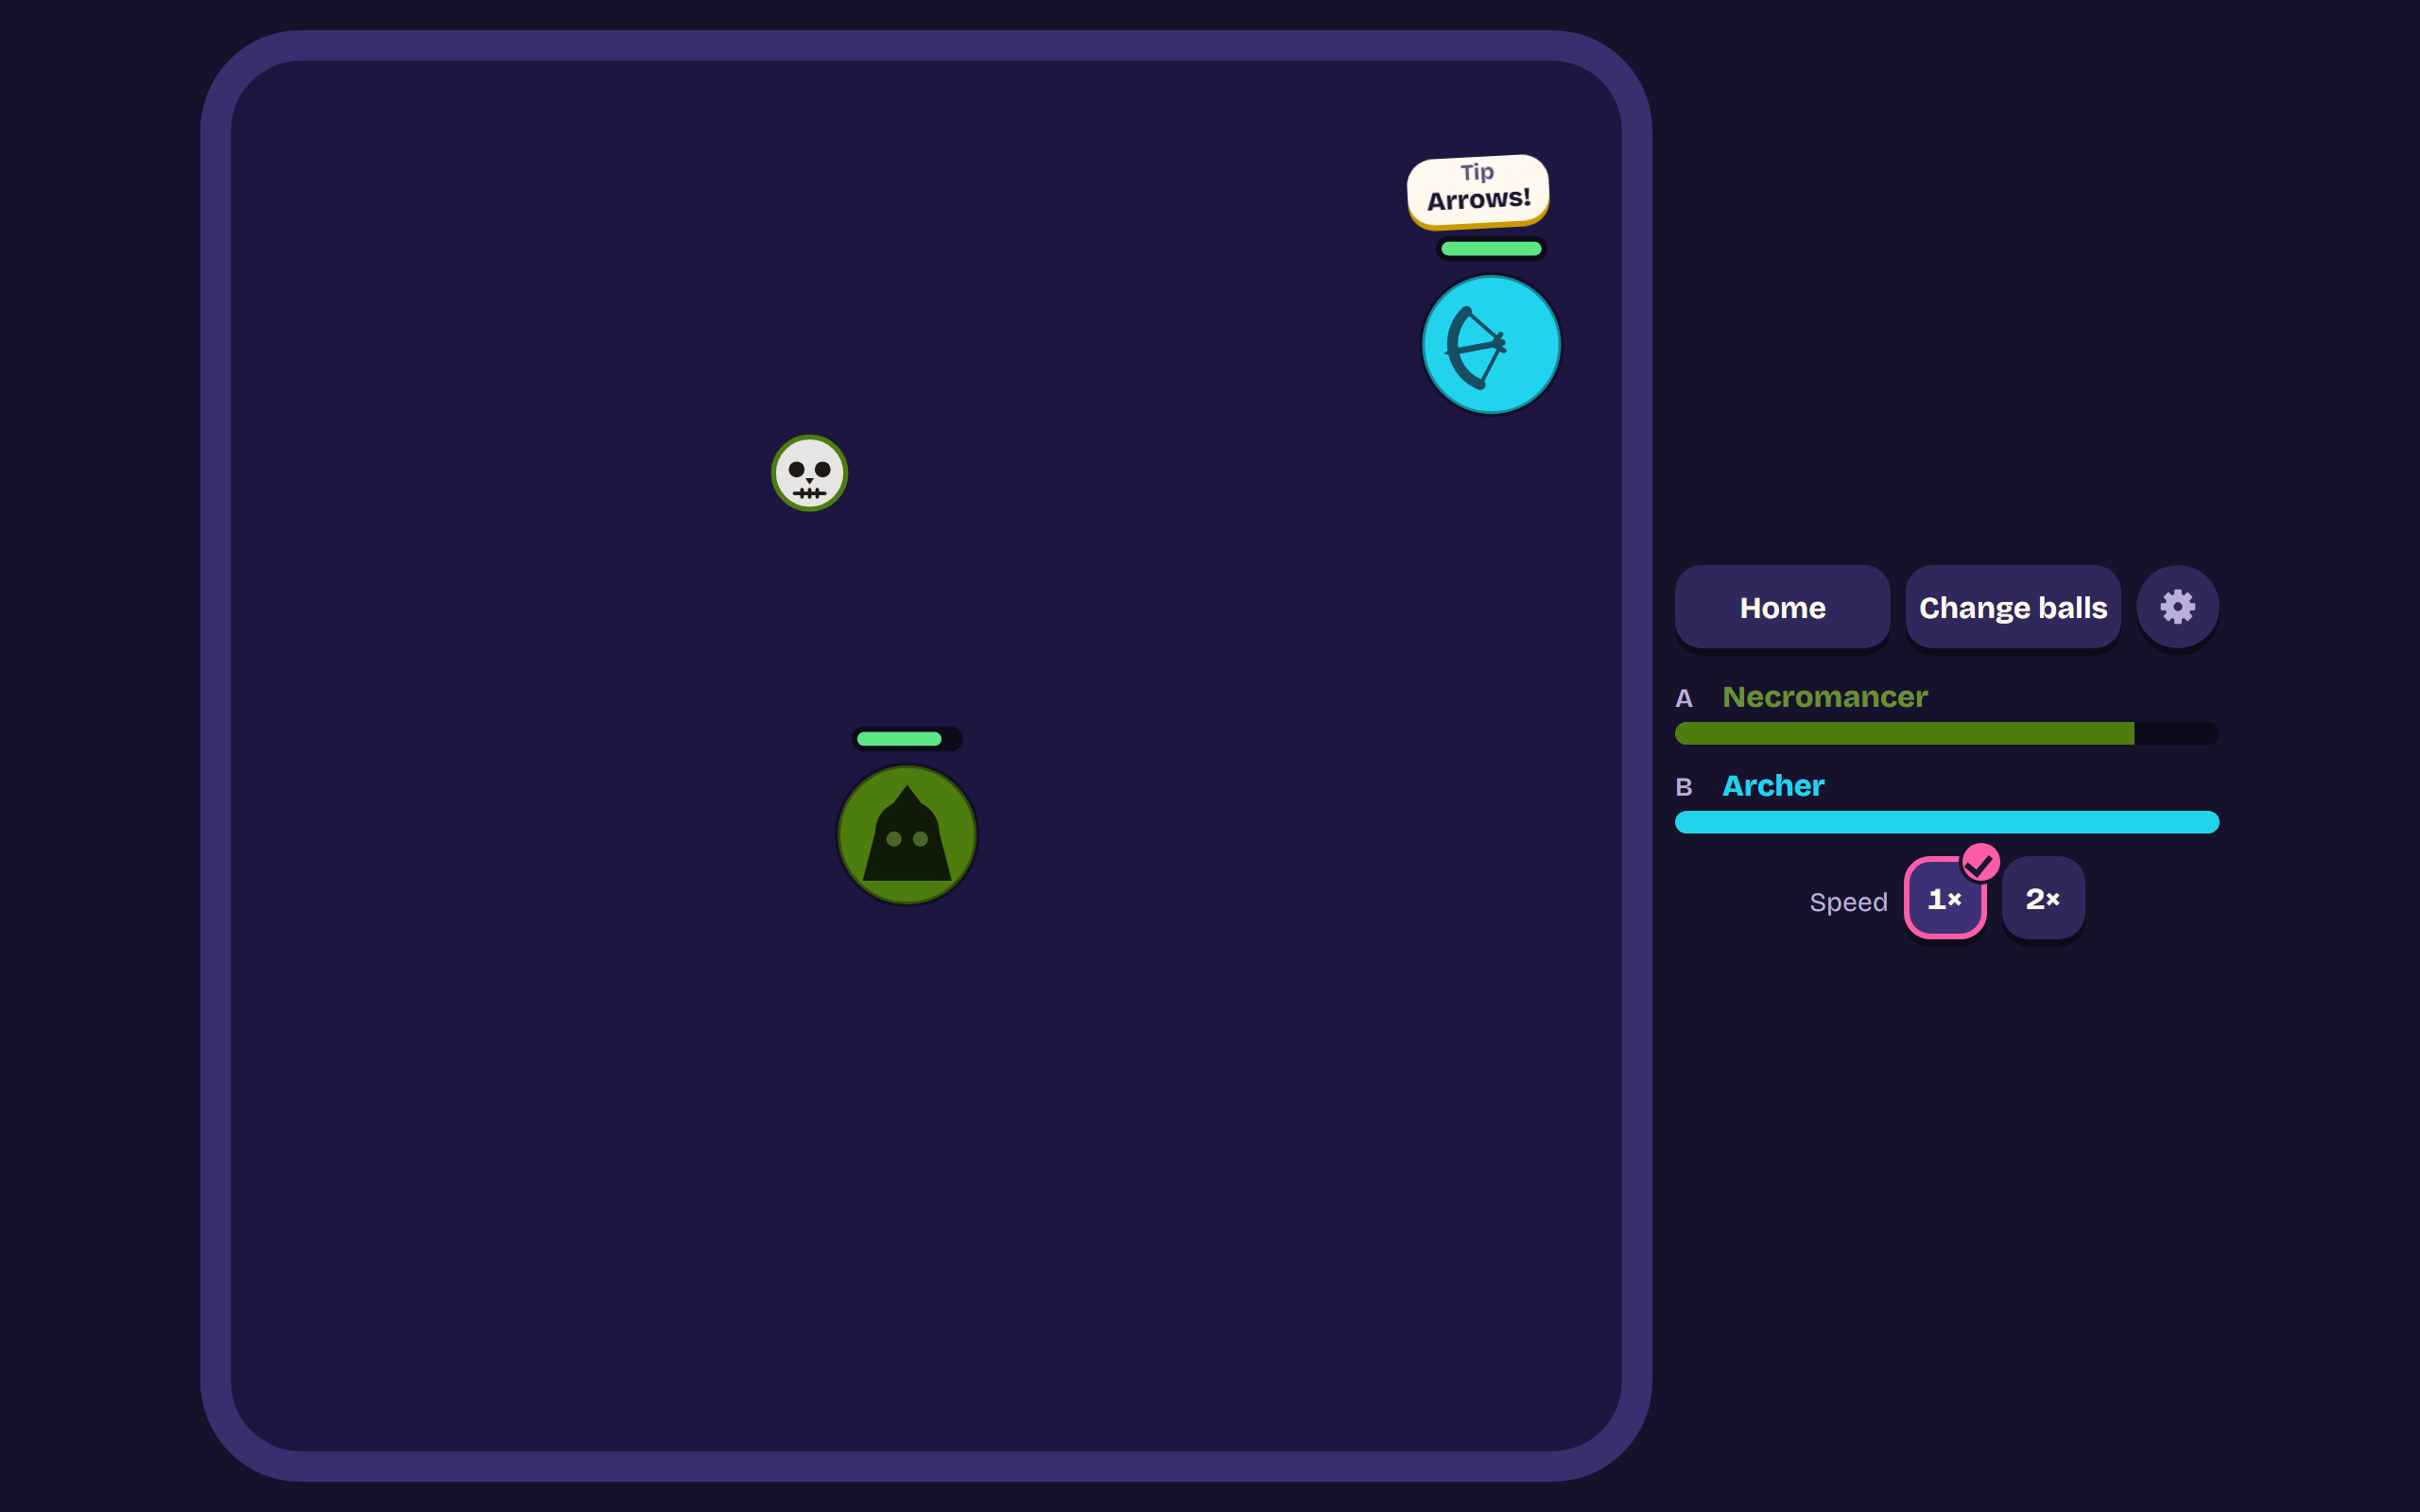 Tip
Arrows!
Home
Change balls
A Necromancer
B Archer
Speed 1× 2×